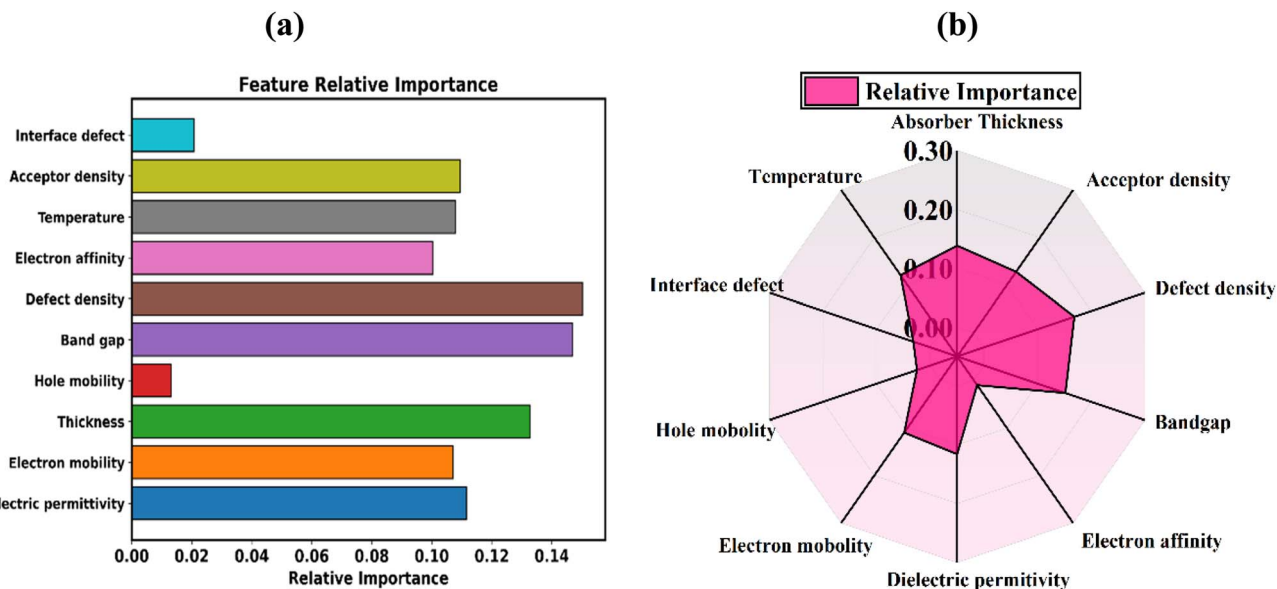 (a)
Feature Relative Importance
Interface defect
Acceptor density
Temperature
Electron affinity
Defect density
Band gap
Hole mobility
Thickness
Electron mobility
lectric permittivity
0.00 0.02 0.04 0.06 0.08 0.10 0.12 0.14
Relative Importance
(b)
Relative Importance
Absorber Thickness
0.30
Temperature
Acceptor density
0.20
0.10
Interface defect
Defect density
0.00
Hole mobolity
Bandgap
Electron mobolity
Electron affinity
Dielectric permitivity